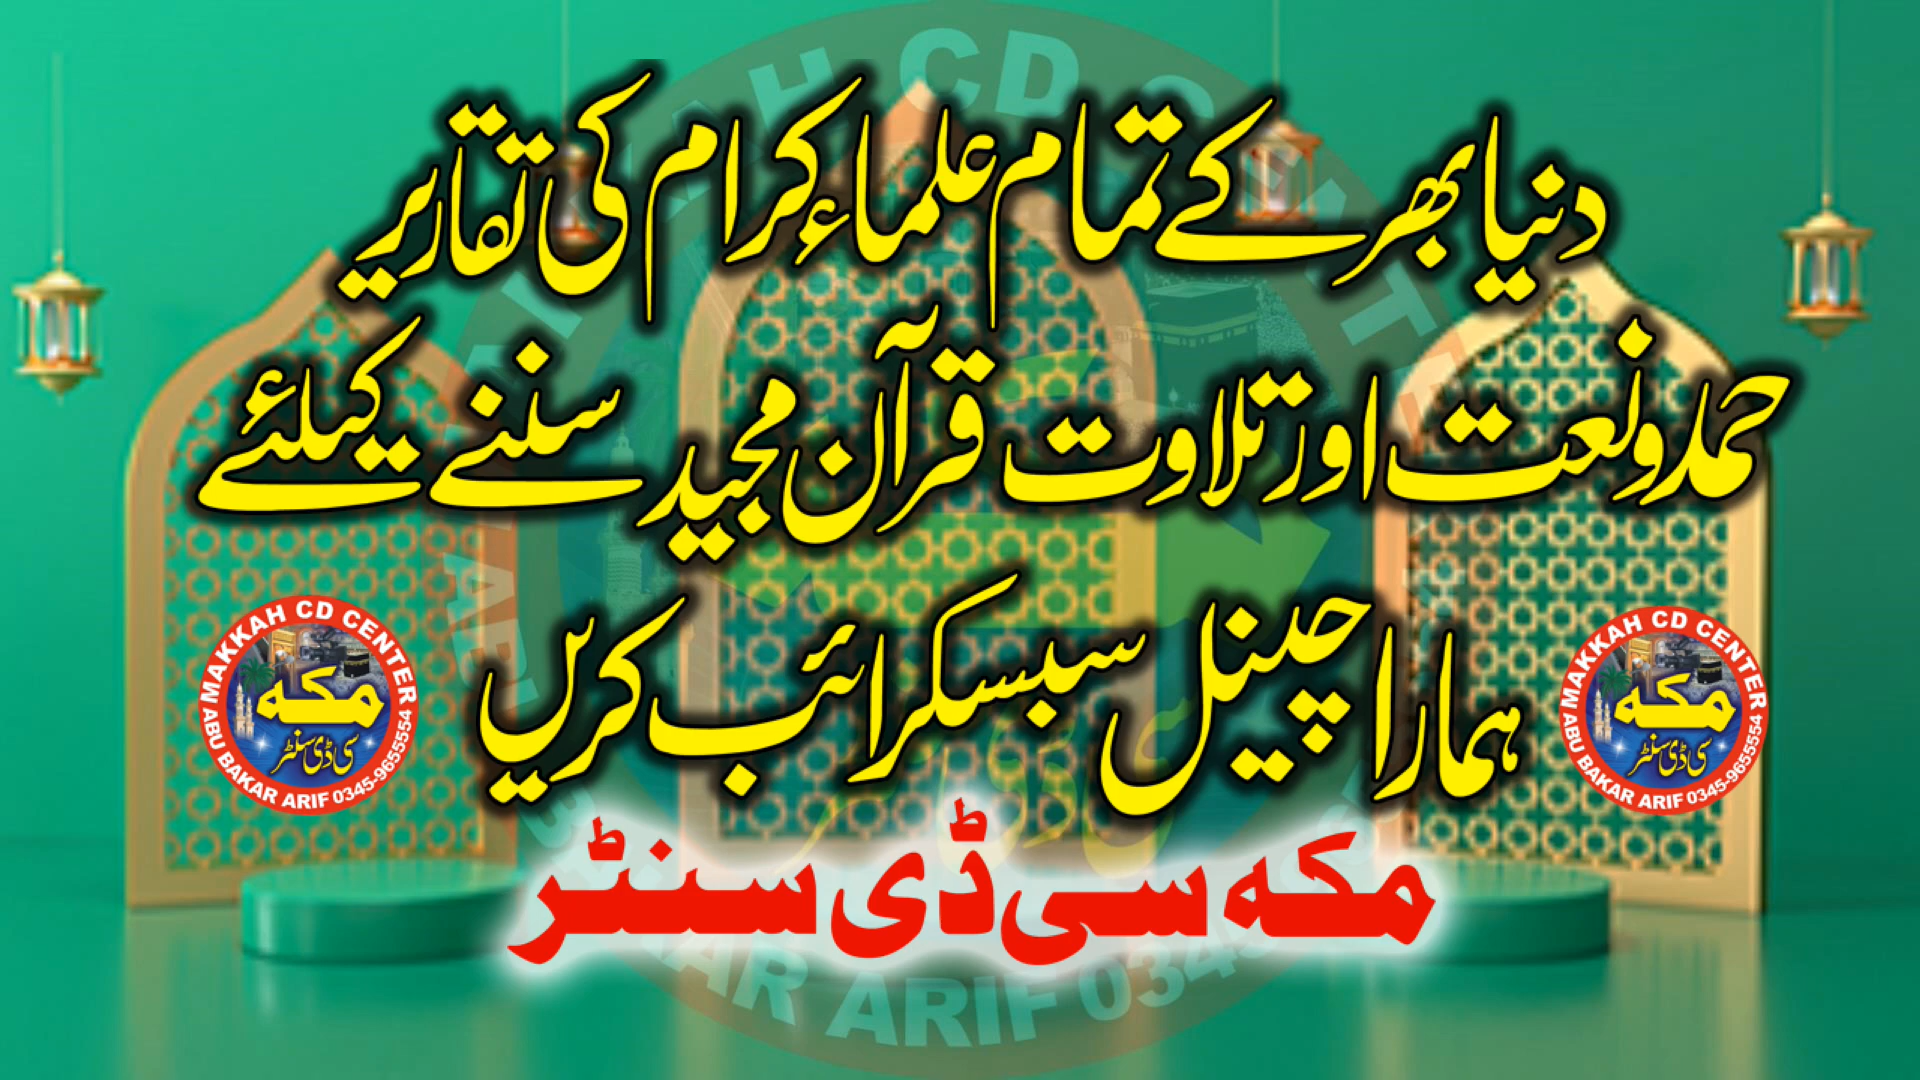 دنیا بھر کے تمام علماء کرام کی تقاریر
حمد و نعت اور تلاوت قرآن مجید سننے کیلئے
ہمارا چینل سبسکرائب کریں
مکہ سی ڈی سنٹر
MAKKAH CD CENTER
مکہ
سی ڈی سنٹر
ABU BAKAR ARIF 0345-9655554
MAKKAH CD CENTER
مکہ
سی ڈی سنٹر
ABU BAKAR ARIF 0345-9655554